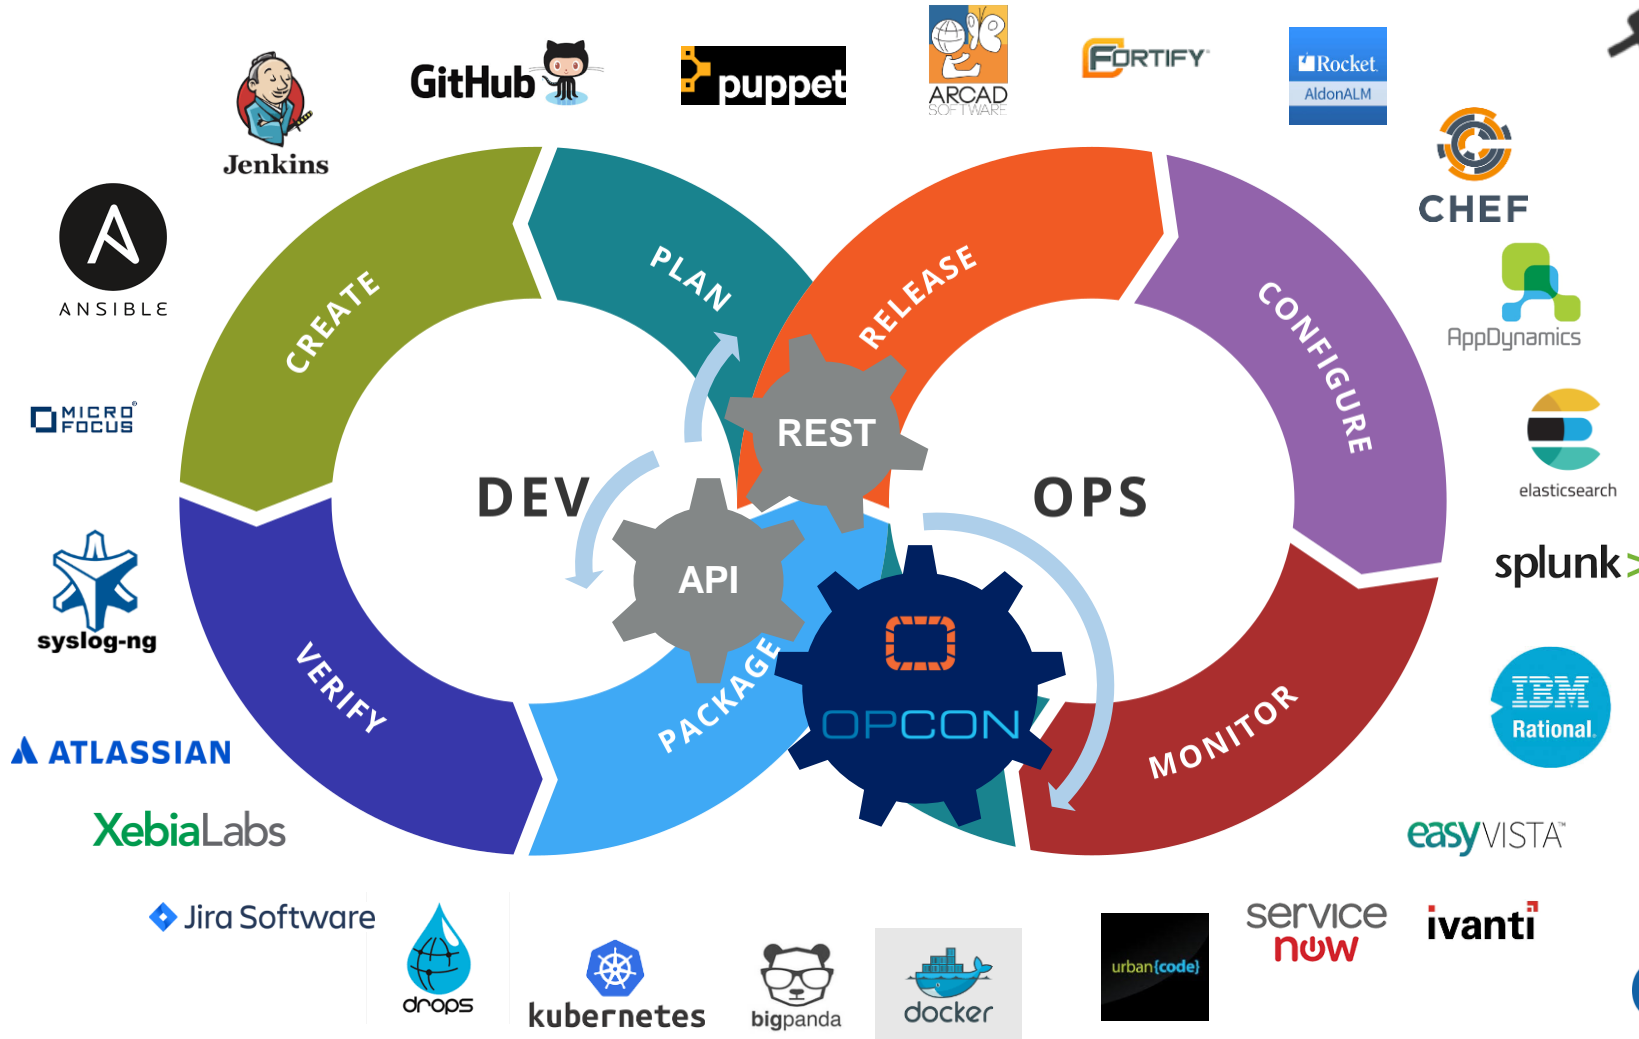 ARCAD
SOFTWARE
FORTIFY
Rocket
AldonALM
GitHub
puppet
Jenkins
CHEF
ANSIBLE
AppDynamics
PLAN
RELEASE
CREATE
CONFIGURE
MICRO
FOCUS
REST
DEV
OPS
elasticsearch
splunk>
API
syslog-ng
VERIFY
PACKAGE
OPCON
MONITOR
IBM
Rational
ATLASSIAN
XebiaLabs
easyVISTA™
Jira Software
service
now
ivanti
drops
kubernetes
bigpanda
docker
urban{code}